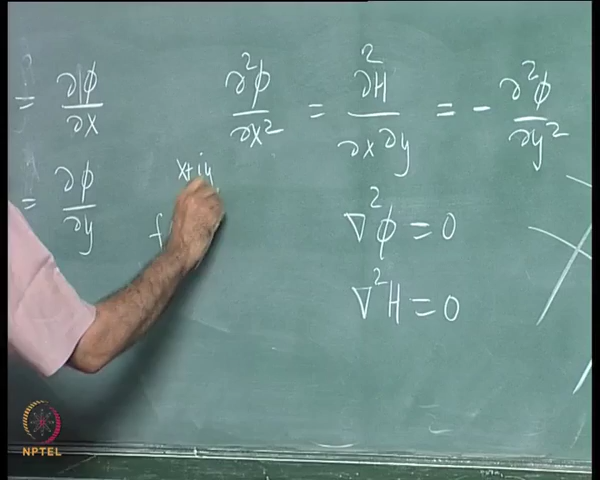 = ∂ϕ/∂x
∂²ϕ/∂x² = ∂²H/∂x∂y = -∂²ϕ/∂y²
x+iy
= ∂ϕ/∂y
f
∇²ϕ = 0
∇²H = 0
NPTEL